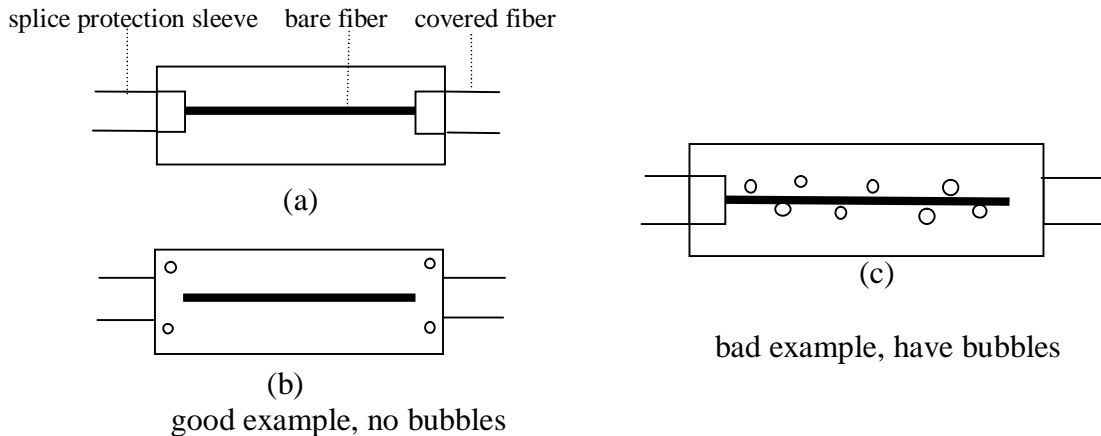 splice protection sleeve bare fiber covered fiber
(a)
(b)
good example, no bubbles
(c)
bad example, have bubbles